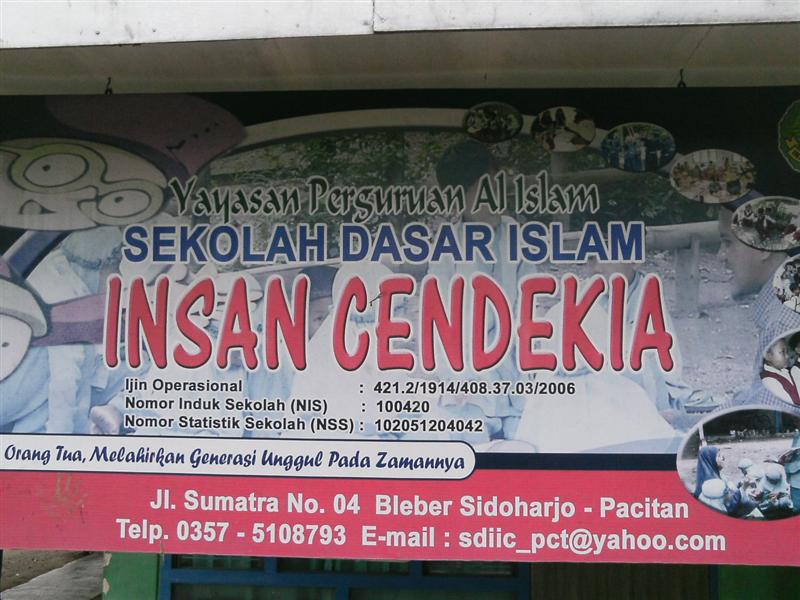 Yayasan Perguruan Al Islam
SEKOLAH DASAR ISLAM
INSAN CENDEKIA
Ijin Operasional : 421.2/1914/408.37.03/2006
Nomor Induk Sekolah (NIS) : 100420
Nomor Statistik Sekolah (NSS) : 102051204042
Orang Tua, Melahirkan Generasi Unggul Pada Zamannya
Jl. Sumatra No. 04 Bleber Sidoharjo - Pacitan
Telp. 0357 - 5108793 E-mail : sdiic_pct@yahoo.com